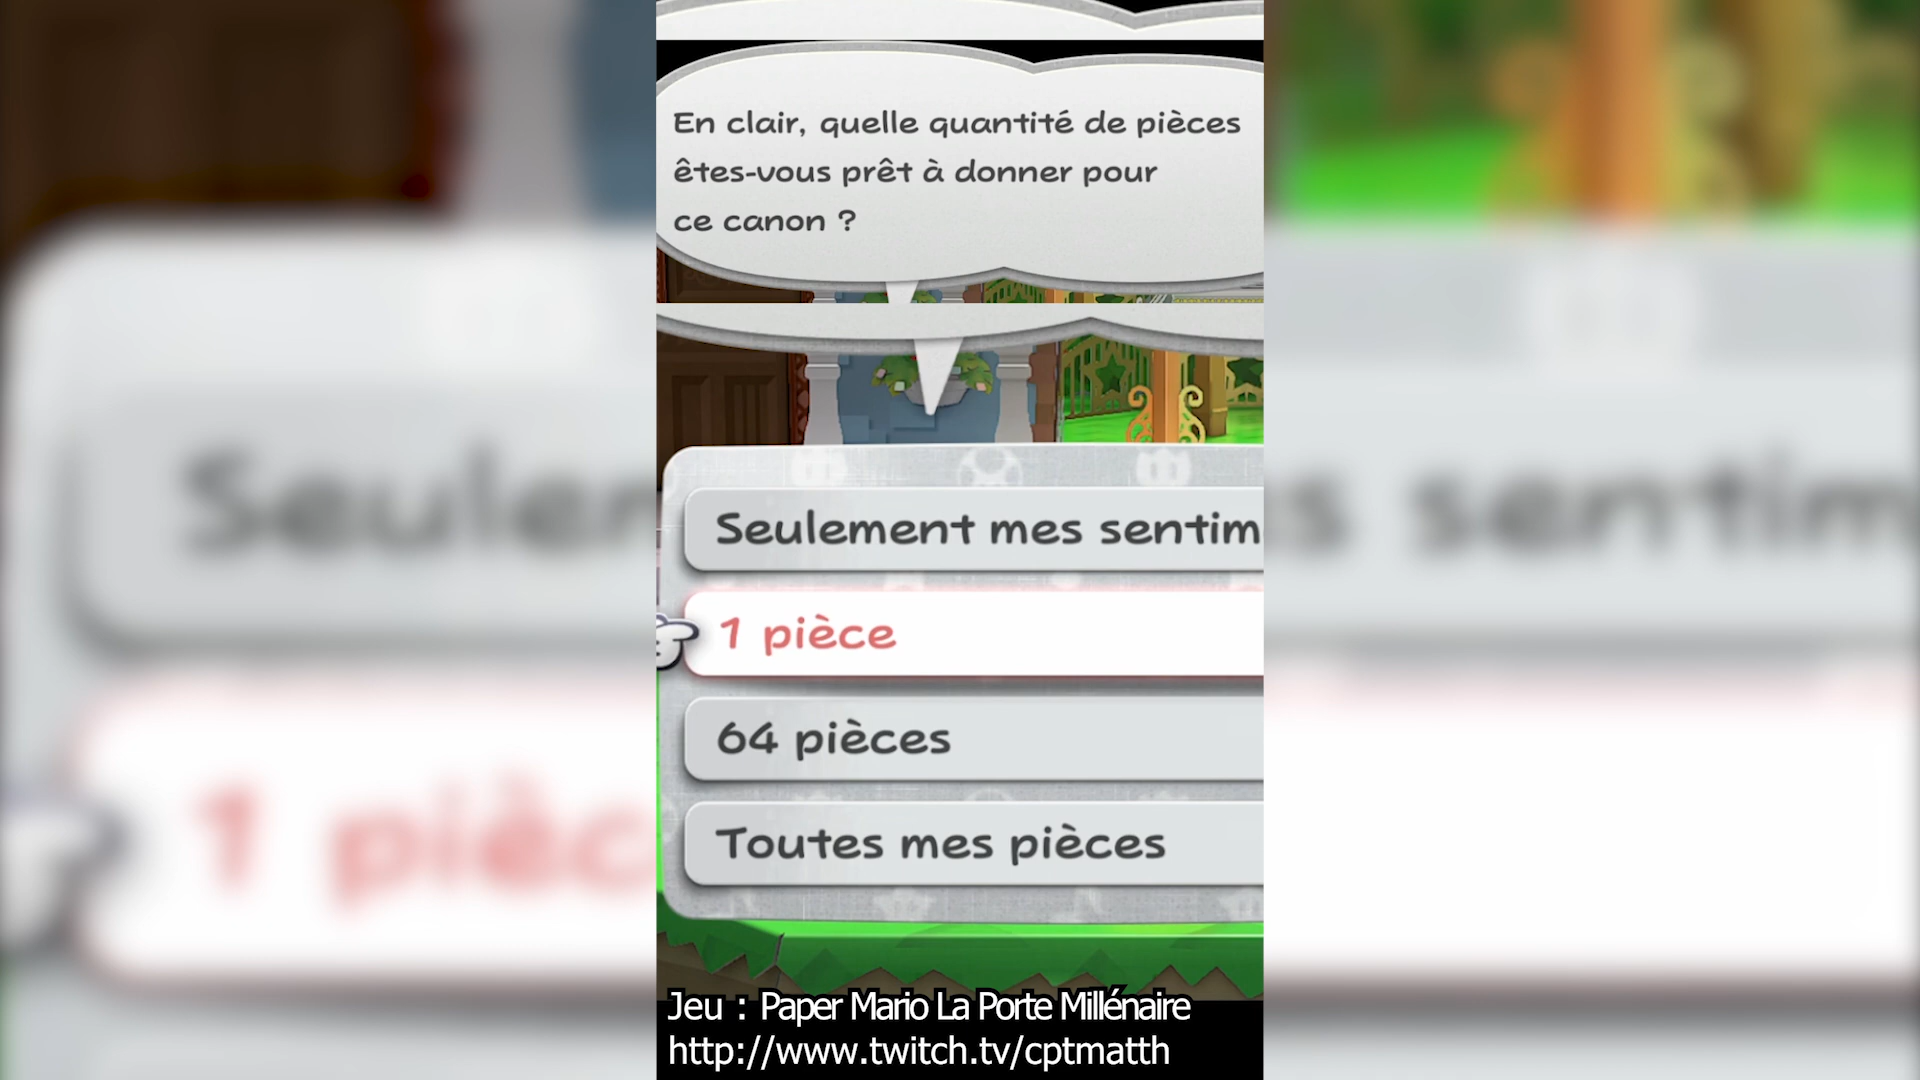 En clair, quelle quantité de pièces
êtes-vous prêt à donner pour
ce canon ?
Seulement mes sentim
1 pièce
64 pièces
Toutes mes pièces
Jeu : Paper Mario La Porte Millénaire
http://www.twitch.tv/cptmatth